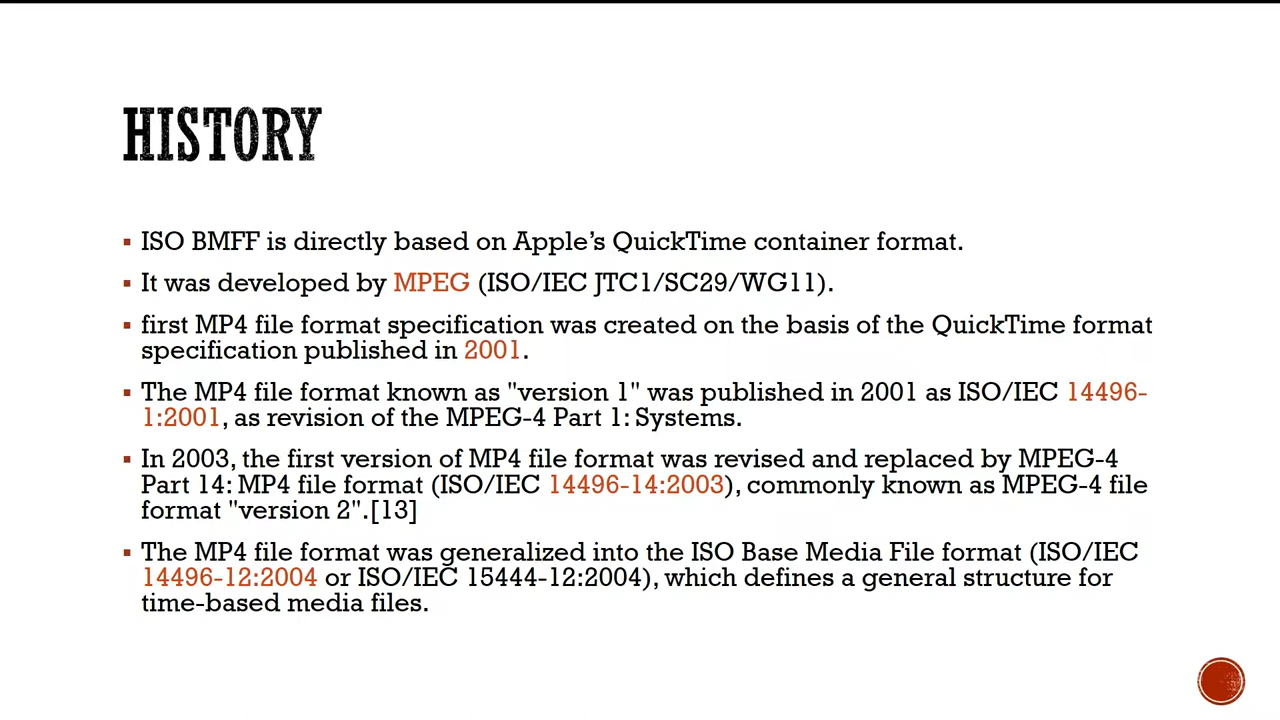 HISTORY
▪ ISO BMFF is directly based on Apple’s QuickTime container format.
▪ It was developed by MPEG (ISO/IEC JTC1/SC29/WG11).
▪ first MP4 file format specification was created on the basis of the QuickTime format
specification published in 2001.
▪ The MP4 file format known as "version 1" was published in 2001 as ISO/IEC 14496-
1:2001, as revision of the MPEG-4 Part 1: Systems.
▪ In 2003, the first version of MP4 file format was revised and replaced by MPEG-4
Part 14: MP4 file format (ISO/IEC 14496-14:2003), commonly known as MPEG-4 file
format "version 2".[13]
▪ The MP4 file format was generalized into the ISO Base Media File format (ISO/IEC
14496-12:2004 or ISO/IEC 15444-12:2004), which defines a general structure for
time-based media files.